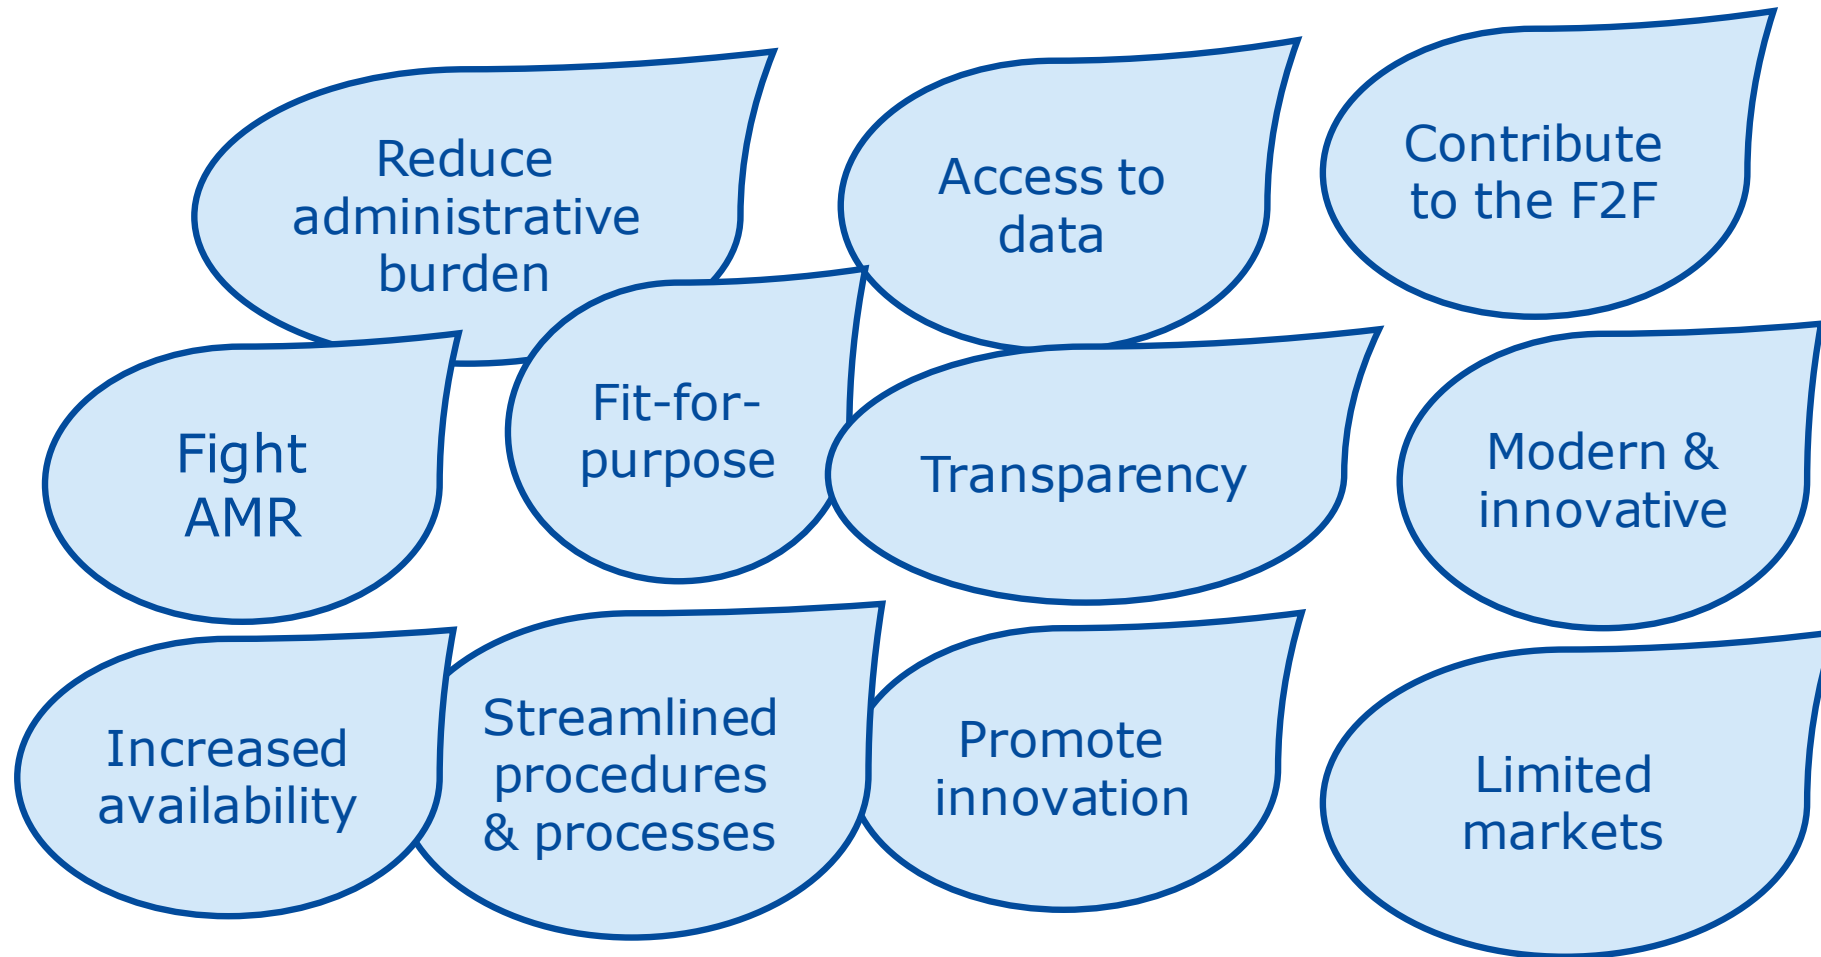 Reduce
administrative
burden
Access to
data
Contribute
to the F2F
Fight
AMR
Fit-for-
purpose
Transparency
Modern &
innovative
Increased
availability
Streamlined
procedures
& processes
Promote
innovation
Limited
markets